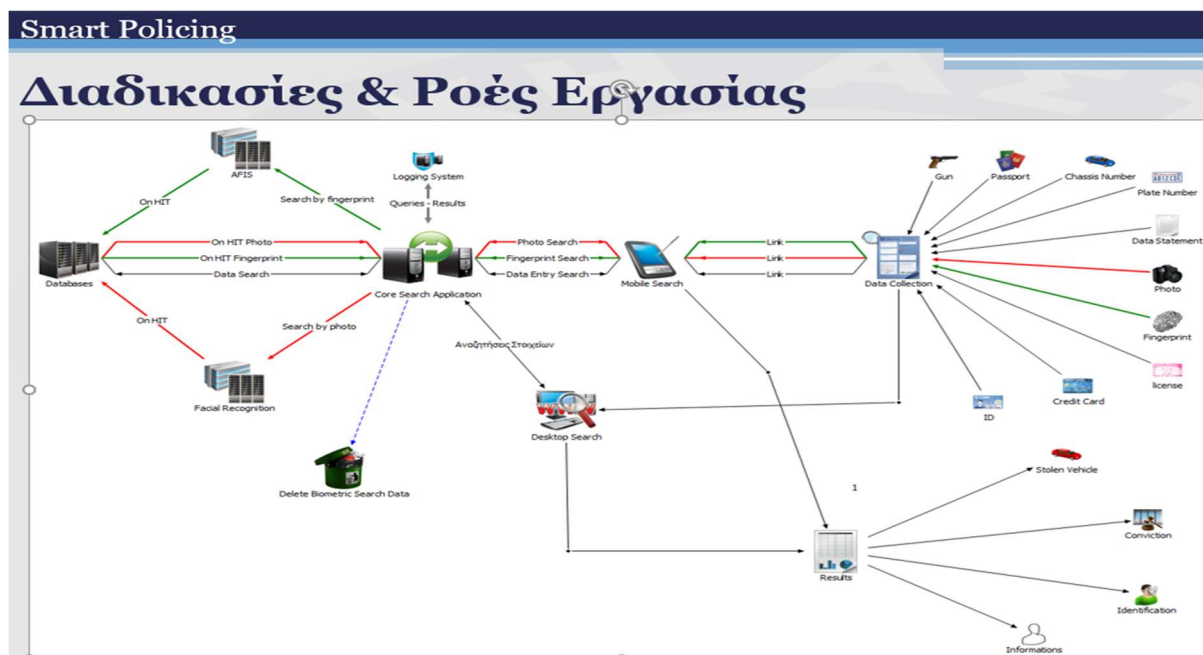 Smart Policing
Διαδικασίες & Ροές Εργασίας
AFIS
Logging System
Gun
Passport
Chassis Number
Plate Number
On HIT
Search by fingerprint
Queries - Results
Data Statement
On HIT Photo
Photo Search
Link
On HIT Fingerprint
Fingerprint Search
Link
Data Search
Data Entry Search
Link
Databases
Core Search Application
Mobile Search
Data Collection
Photo
On HIT
Search by photo
Fingerprint
Αναζητήσεις Στοιχείων
license
Facial Recognition
Credit Card
ID
WWW
Desktop Search
Stolen Vehicle
Delete Biometric Search Data
1
Conviction
Results
Identification
Informations